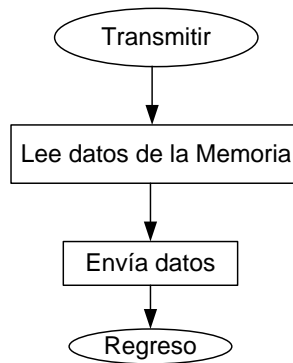 Transmitir
Lee datos de la Memoria
Envía datos
Regreso